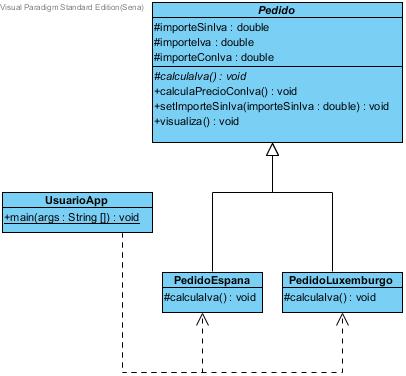 Visual Paradigm Standard Edition(Sena)
Pedido
#importeSinIva : double
#importeIva : double
#importeConIva : double
#calculaIva() : void
+calculaPrecioConIva() : void
+setImporteSinIva(importeSinIva : double) : void
+visualiza() : void
UsuarioApp
+main(args : String []) : void
PedidoEspana
#calculaIva() : void
PedidoLuxemburgo
#calculaIva() : void